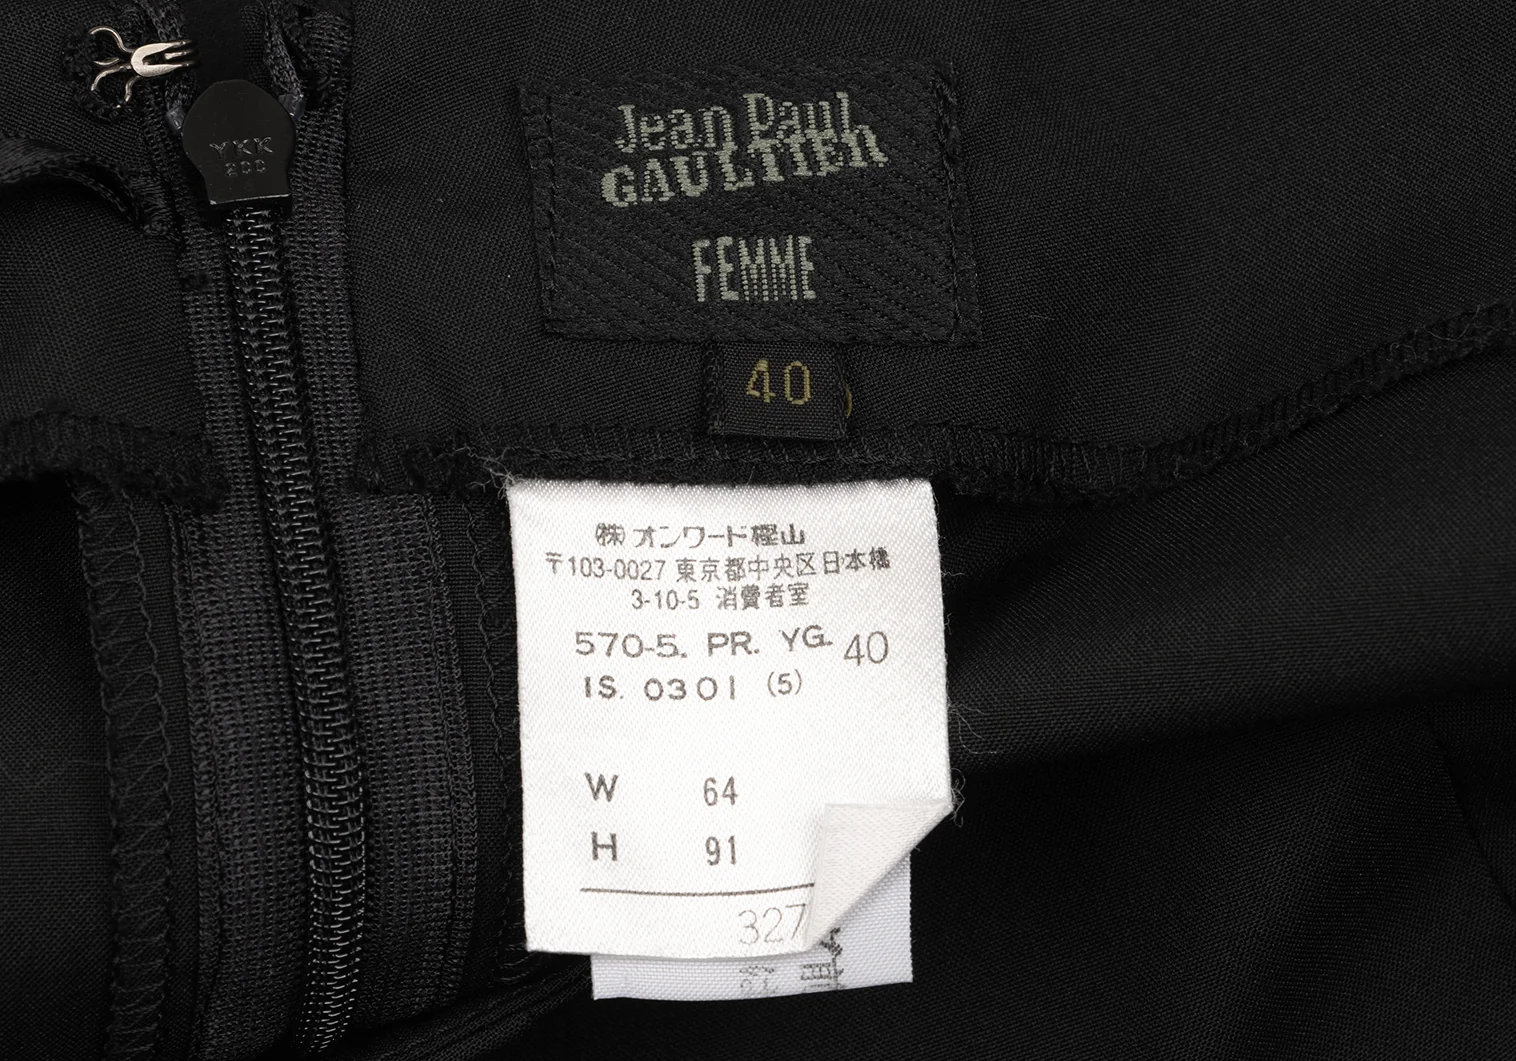 YKK
Jean Paul
GAULTIER
FEMME
40
㈱オンワード樫山
〒103-0027 東京都中央区日本橋
3-10-5 消費者室
570-5. PR. YG. 40
IS. 0301 (5)
W 64
H 91
327